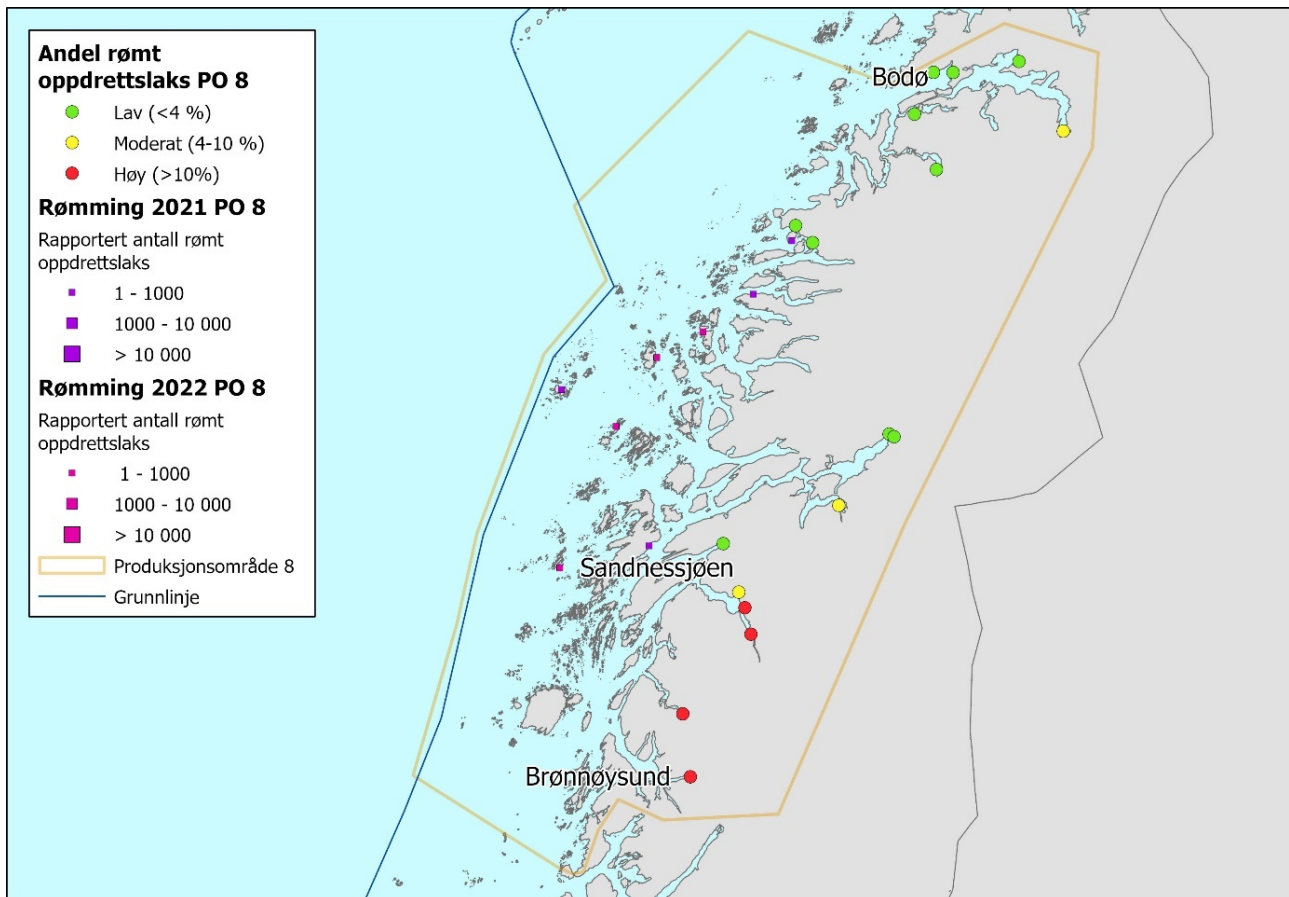 Andel rømt
oppdrettslaks PO 8
Lav (<4 %)
Moderat (4-10 %)
Høy (>10%)
Rømming 2021 PO 8
Rapportert antall rømt
oppdrettslaks
1 - 1000
1000 - 10 000
> 10 000
Rømming 2022 PO 8
Rapportert antall rømt
oppdrettslaks
1 - 1000
1000 - 10 000
> 10 000
Produksjonsområde 8
Grunnlinje
Bodø
Sandnessjøen
Brønnøysund